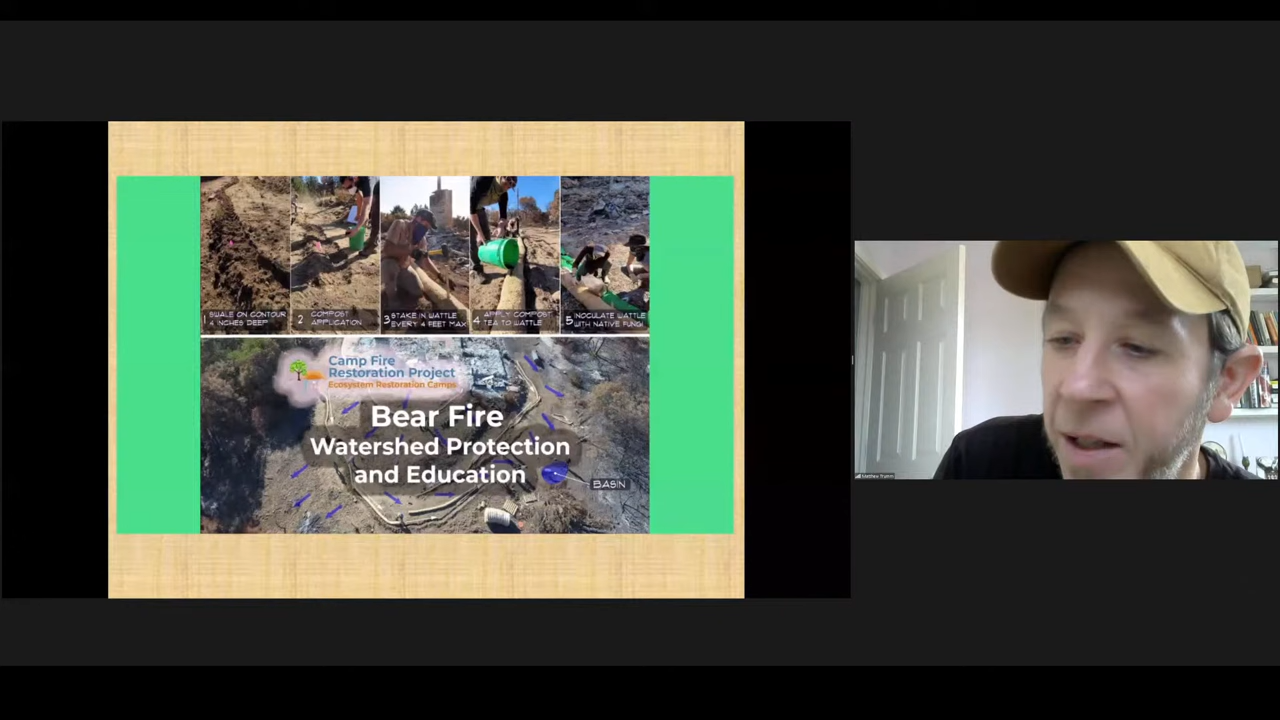 1 SWALE ON CONTOUR
4 INCHES DEEP
2 COMPOST
APPLICATION
3 STAKE IN WATTLE
EVERY 4 FEET MAX
4 APPLY COMPOST
TEA TO WATTLE
5 INOCULATE WATTLE
WITH NATIVE FUNGI
Camp Fire
Restoration Project
Ecosystem Restoration Camps
Bear Fire
Watershed Protection
and Education
BASIN